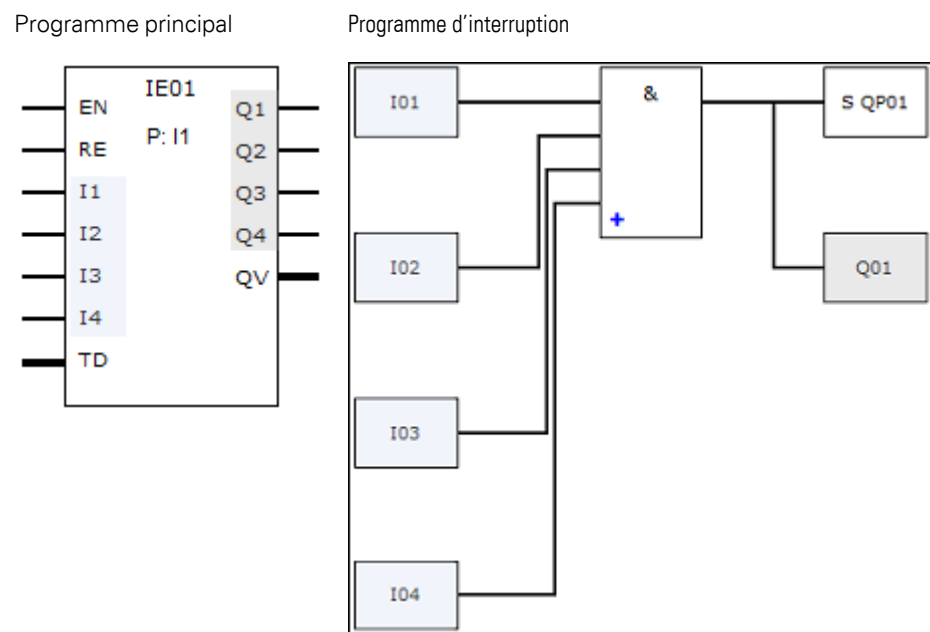 Programme principal
Programme d'interruption
IE01
P: I1
EN
RE
I1
I2
I3
I4
TD
Q1
Q2
Q3
Q4
QV
I01
I02
I03
I04
&
+
S QP01
Q01